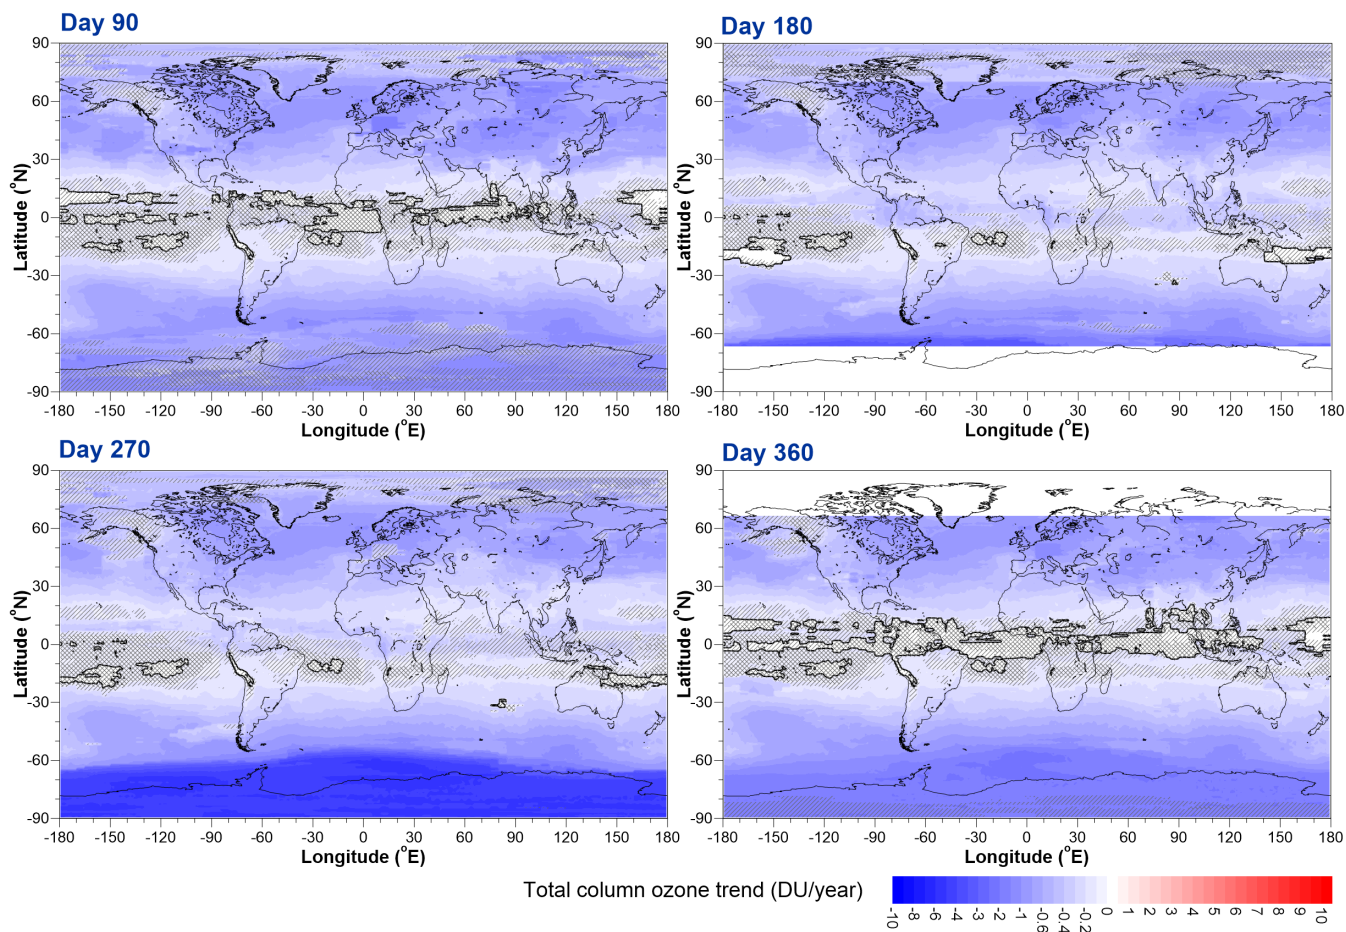 Day 90
90
60
30
0
-30
-60
-90
Latitude (°N)
-180 -150 -120 -90 -60 -30 0 30 60 90 120 150 180
Longitude (°E)
Day 180
90
60
30
0
-30
-60
-90
Latitude (°N)
-180 -150 -120 -90 -60 -30 0 30 60 90 120 150 180
Longitude (°E)
Day 270
90
60
30
0
-30
-60
-90
Latitude (°N)
-180 -150 -120 -90 -60 -30 0 30 60 90 120 150 180
Longitude (°E)
Day 360
90
60
30
0
-30
-60
-90
Latitude (°N)
-180 -150 -120 -90 -60 -30 0 30 60 90 120 150 180
Longitude (°E)
Total column ozone trend (DU/year)
-10 -8 -6 -4 -3 -2 -1 -0.6 -0.4 -0.2 0 1 2 3 4 5 6 7 8 9 10